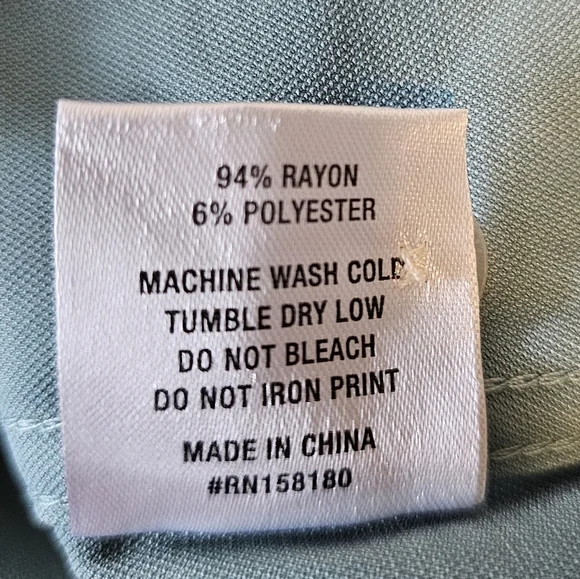 94% RAYON
6% POLYESTER
MACHINE WASH COLD
TUMBLE DRY LOW
DO NOT BLEACH
DO NOT IRON PRINT
MADE IN CHINA
#RN158180